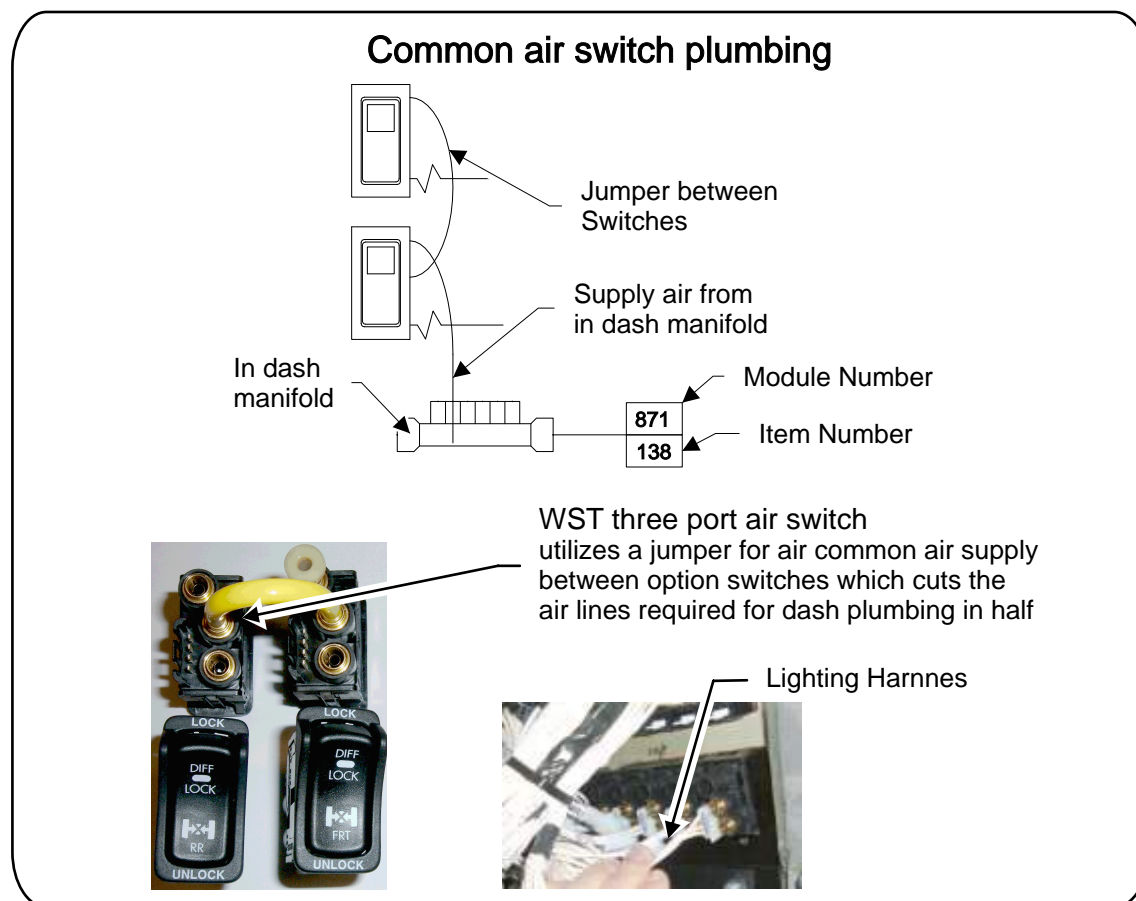 Common air switch plumbing
Jumper between
Switches
Supply air from
in dash manifold
In dash
manifold
Module Number
871
138
Item Number
WST three port air switch
utilizes a jumper for air common air supply
between option switches which cuts the
air lines required for dash plumbing in half
Lighting Harnnes
LOCK
DIFF
LOCK
RR
UNLOCK
LOCK
DIFF
LOCK
FRT
UNLOCK